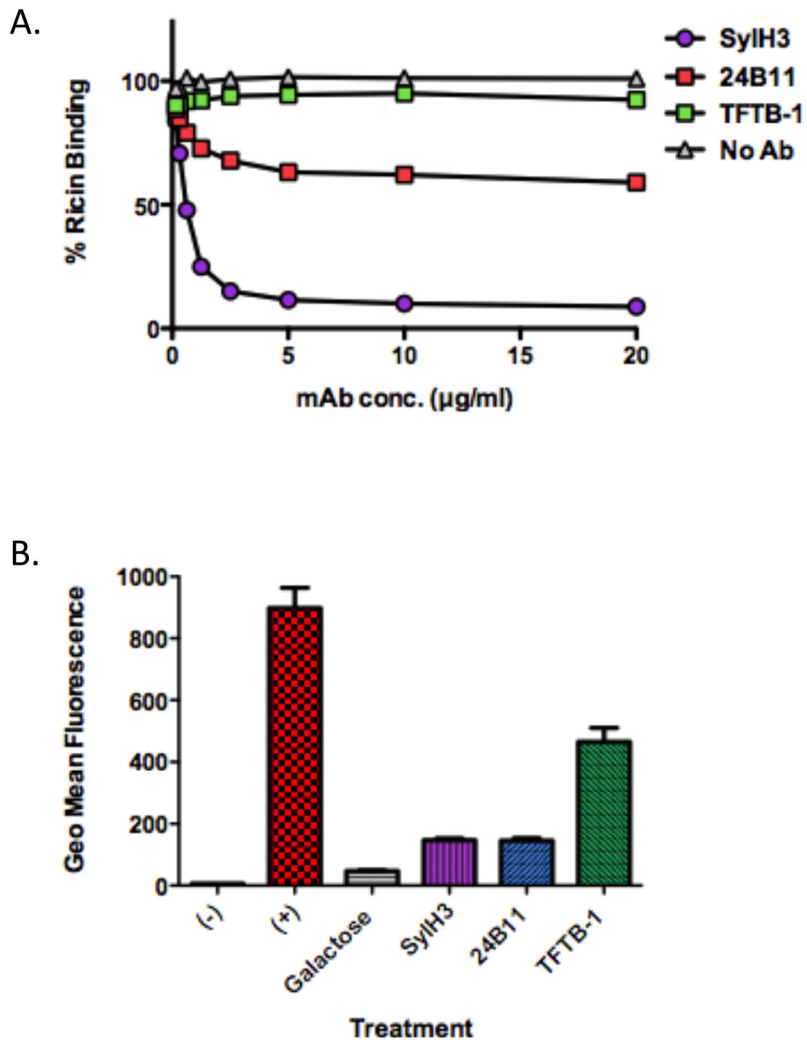 A.
SylH3
24B11
TFTB-1
No Ab
% Ricin Binding
100
50
0
0 5 10 15 20
mAb conc. (µg/ml)
B.
Geo Mean Fluorescence
1000
800
600
400
200
0
(-) (+) Galactose SylH3 24B11 TFTB-1
Treatment